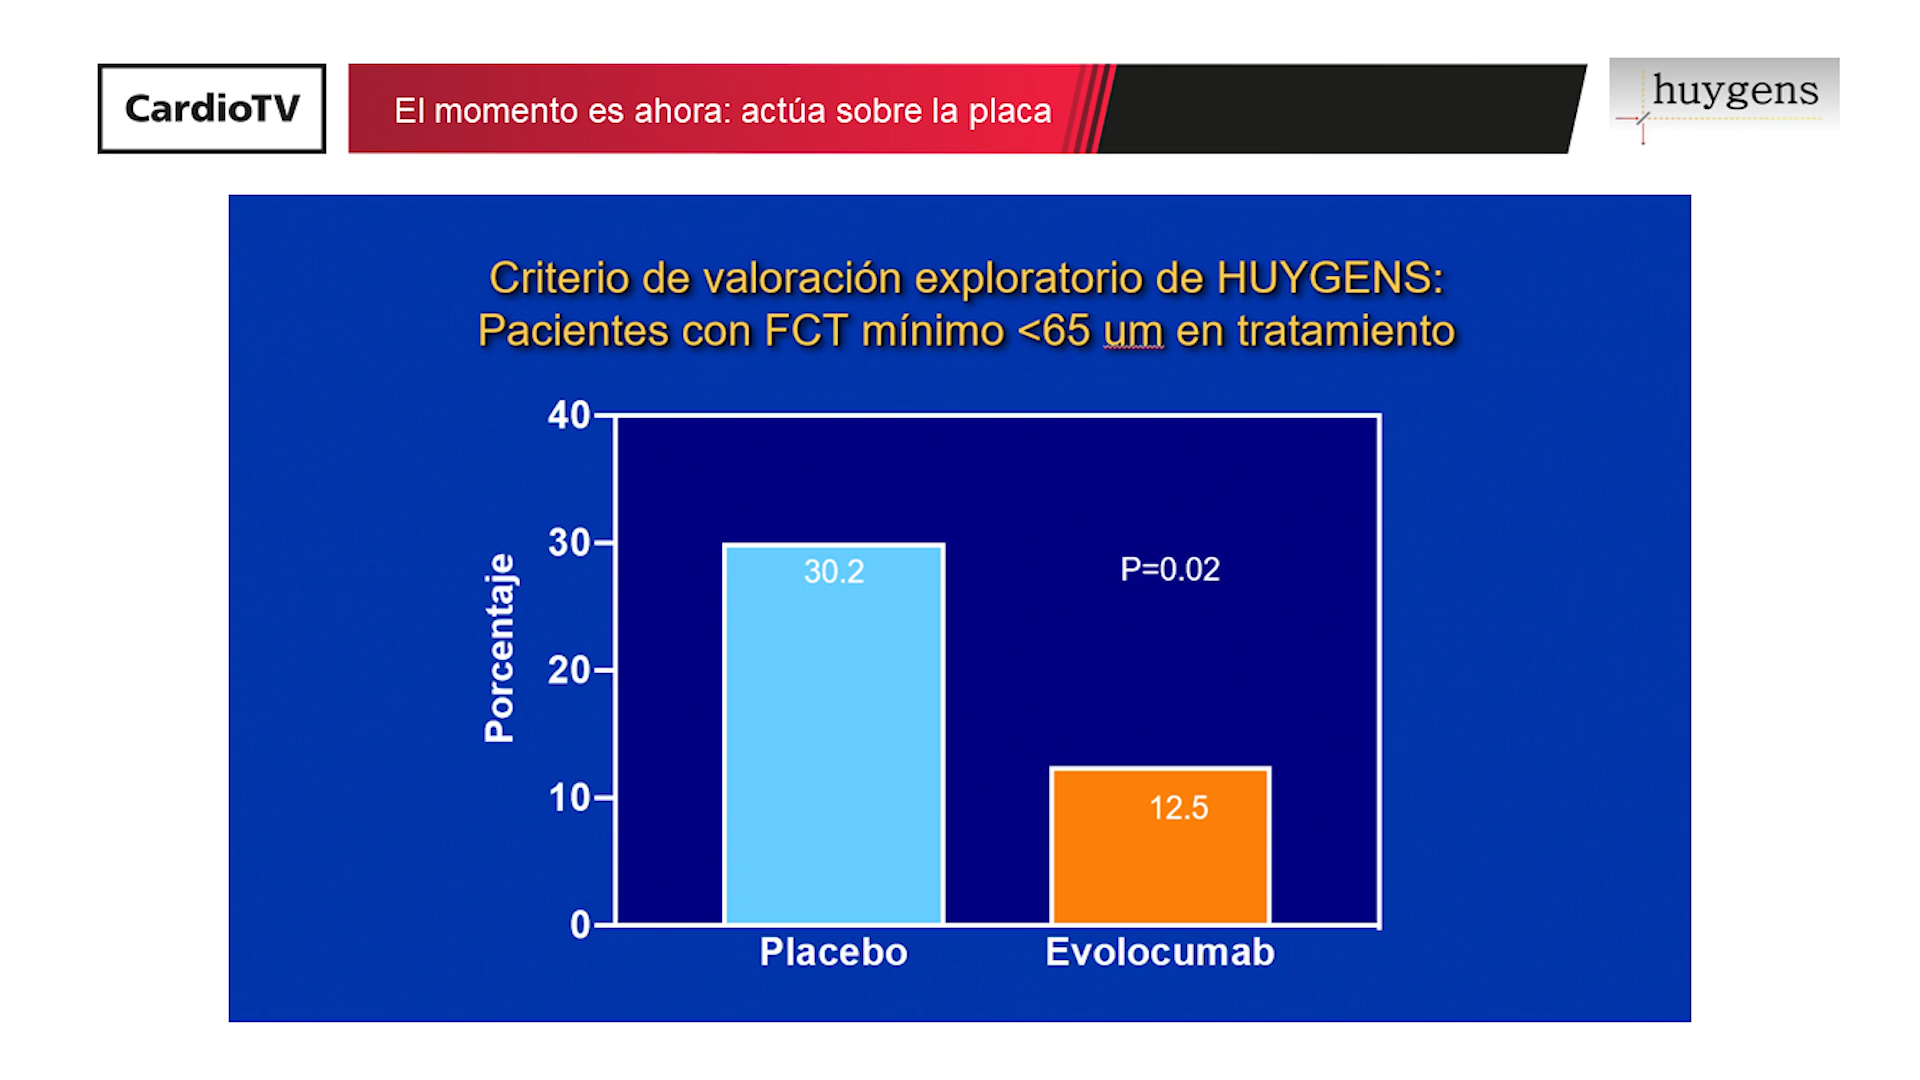 CardioTV
El momento es ahora: actúa sobre la placa
huygens
Criterio de valoración exploratorio de HUYGENS:
Pacientes con FCT mínimo <65 um en tratamiento
40
30
20
10
0
Porcentaje
30.2
P=0.02
12.5
Placebo
Evolocumab